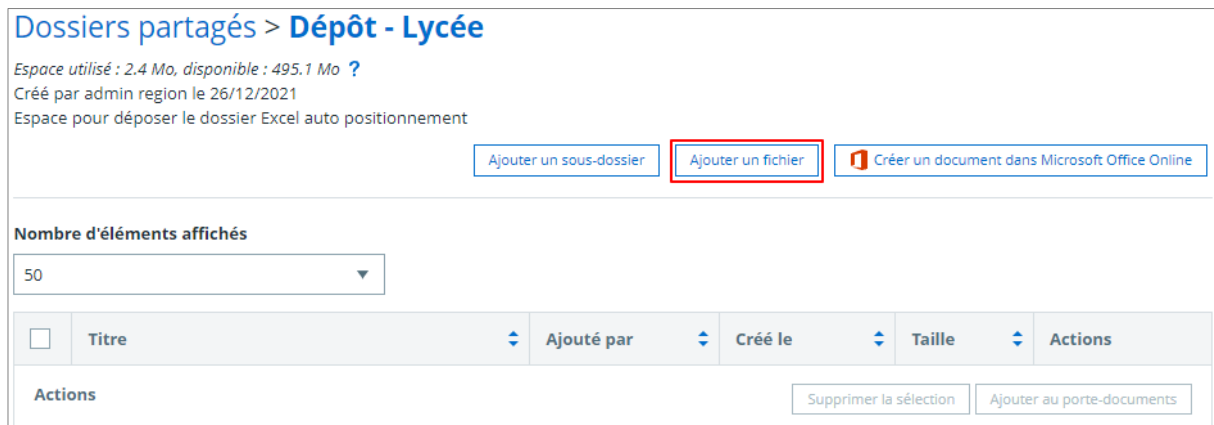 Dossiers partagés > Dépôt - Lycée
Espace utilisé : 2.4 Mo, disponible : 495.1 Mo ?
Créé par admin region le 26/12/2021
Espace pour déposer le dossier Excel auto positionnement
Ajouter un sous-dossier Ajouter un fichier Créer un document dans Microsoft Office Online
Nombre d'éléments affichés
50
Titre Ajouté par Créé le Taille Actions
Actions Supprimer la sélection Ajouter au porte-documents